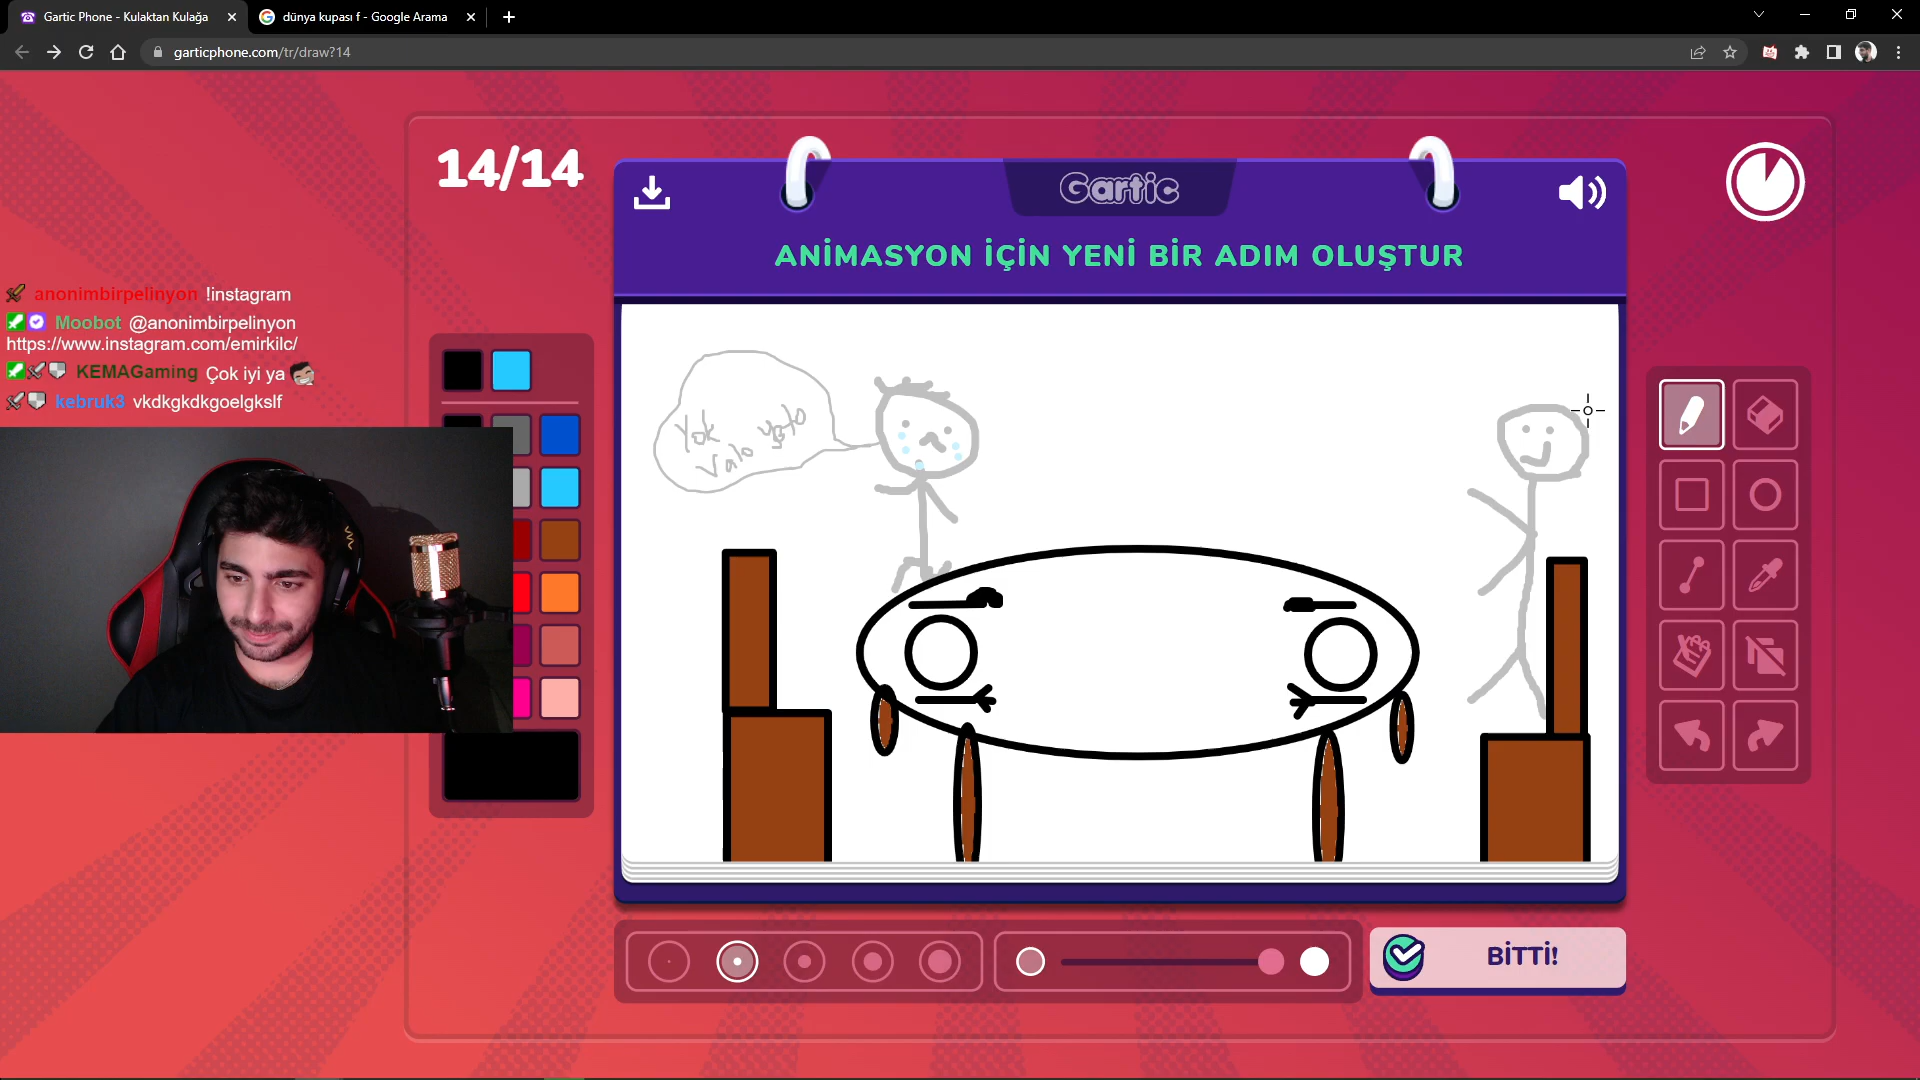 Gartic Phone - Kulaktan Kulağa
dünya kupası f - Google Arama
garticphone.com/tr/draw?14
14/14
Gartic
ANİMASYON İÇİN YENİ BİR ADIM OLUŞTUR
anonimbirpelinyon !instagram
Moobot @anonimbirpelinyon
https://www.instagram.com/emirkilc/
KEMAGaming Çok iyi ya
kebruk3 vkdkgkdkgoelgkslf
Yok
Valo
BİTTİ!